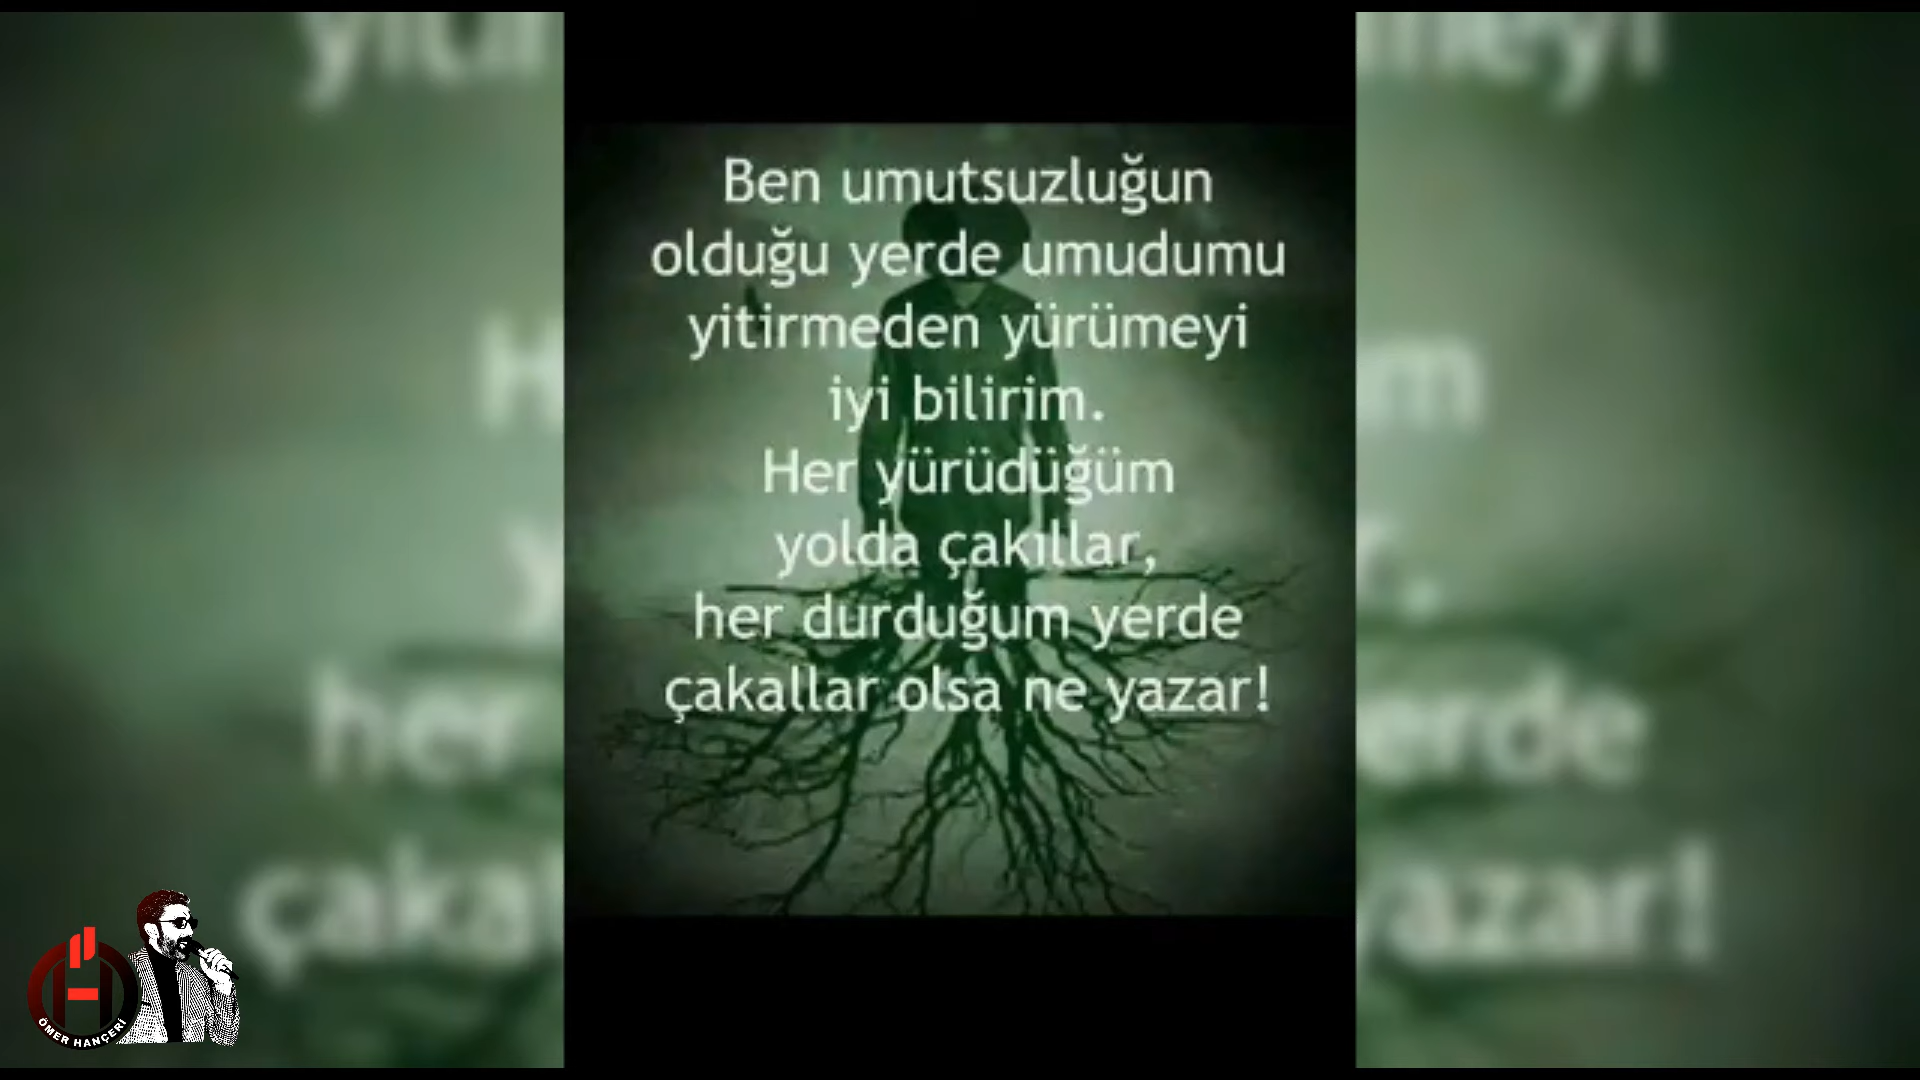 Ben umutsuzluğun
olduğu yerde umudumu
yitirmeden yürümeyi
iyi bilirim.
Her yürüdüğüm
yolda çakıllar,
her durduğum yerde
çakallar olsa ne yazar!
ÖMER HANÇERİ